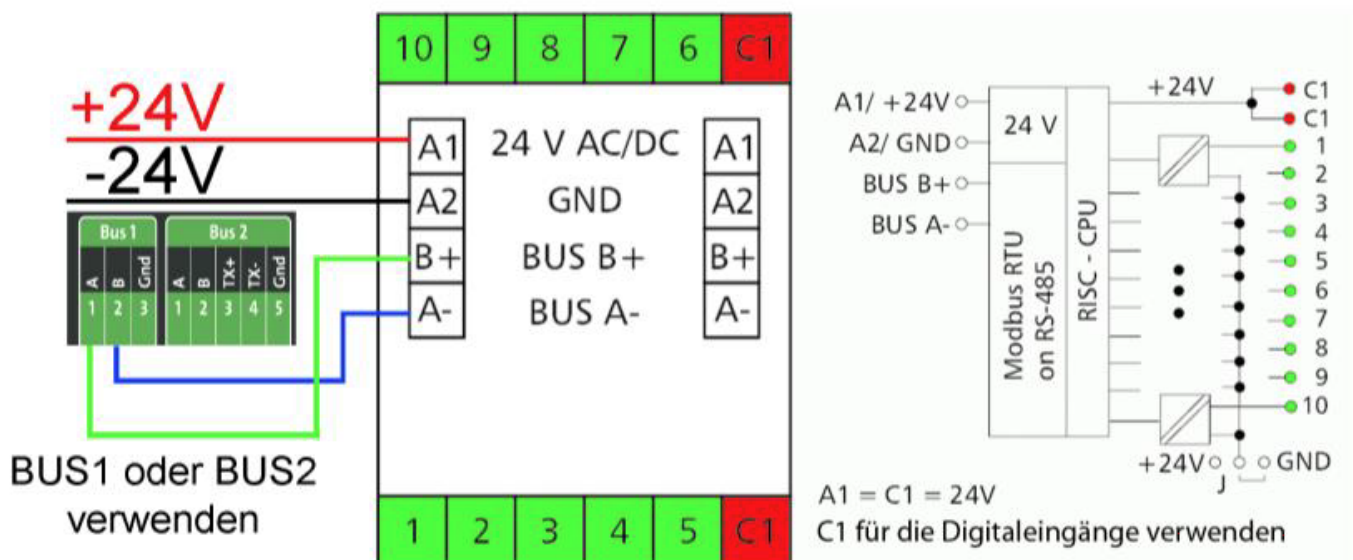 10 9 8 7 6 C1
+24V
-24V
A1 24 V AC/DC A1
A2 GND A2
B+ BUS B+ B+
A- BUS A- A-
Bus 1 Bus 2
A B Gnd A B TX+ TX- Gnd
1 2 3 1 2 3 4 5
BUS1 oder BUS2
verwenden
1 2 3 4 5 C1
A1/ +24V
A2/ GND
BUS B+
BUS A-
24 V
Modbus RTU
on RS-485
RISC - CPU
+24V
C1
C1
1
2
3
4
5
6
7
8
9
10
+24V GND
J
A1 = C1 = 24V
C1 für die Digitaleingänge verwenden